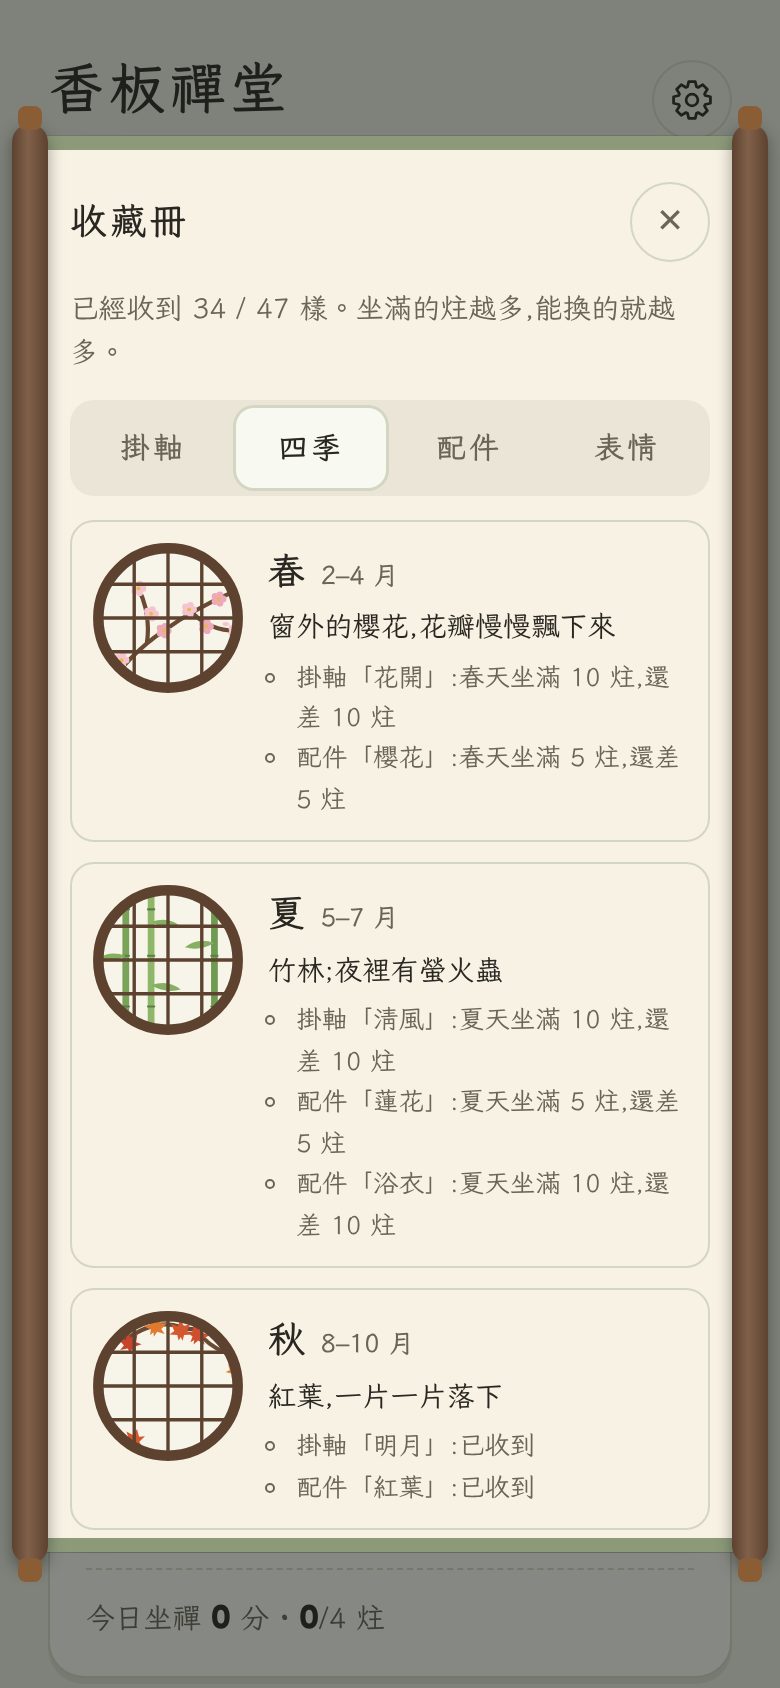 香板禪堂
收藏冊
×
已經收到 34 / 47 樣。坐滿的炷越多,能換的就越
多。
掛軸 四季 配件 表情
春 2–4 月
窗外的櫻花,花瓣慢慢飄下來
掛軸「花開」:春天坐滿 10 炷,還
差 10 炷
配件「櫻花」:春天坐滿 5 炷,還差
5 炷
夏 5–7 月
竹林;夜裡有螢火蟲
掛軸「清風」:夏天坐滿 10 炷,還
差 10 炷
配件「蓮花」:夏天坐滿 5 炷,還差
5 炷
配件「浴衣」:夏天坐滿 10 炷,還
差 10 炷
秋 8–10 月
紅葉,一片一片落下
掛軸「明月」:已收到
配件「紅葉」:已收到
今日坐禪 0 分・0/4 炷